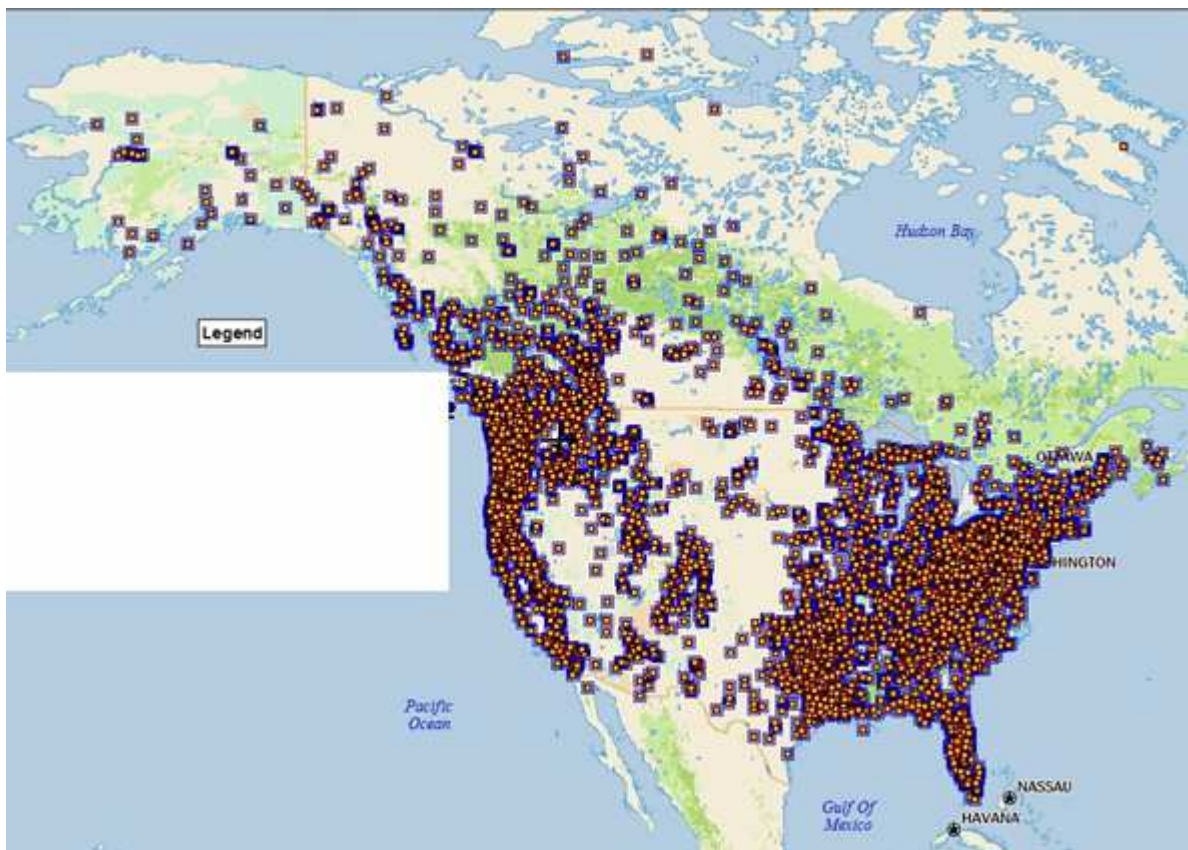 Hudson Bay
Legend
OTTAWA
HINGTON
Pacific
Ocean
Gulf Of
Mexico
NASSAU
HAVANA